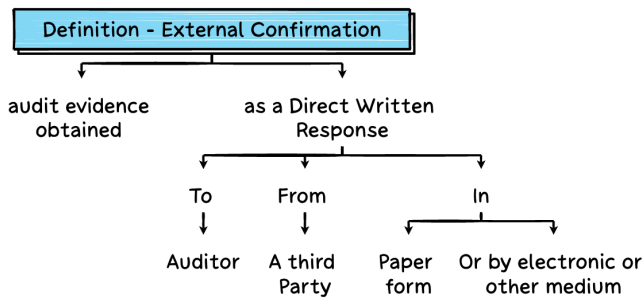 Definition - External Confirmation
audit evidence
obtained
as a Direct Written
Response
To
From
In
Auditor
A third
Party
Paper
form
Or by electronic or
other medium